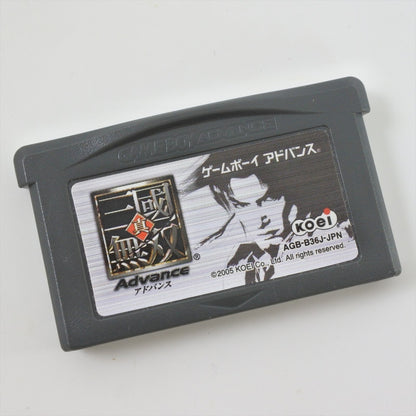 GAME BOY ADVANCE
ゲームボーイ アドバンス®
真・三國無双
Advance®
アドバンス
KOEI
AGB-B36J-JPN
©2005 KOEI Co., Ltd. All rights reserved.